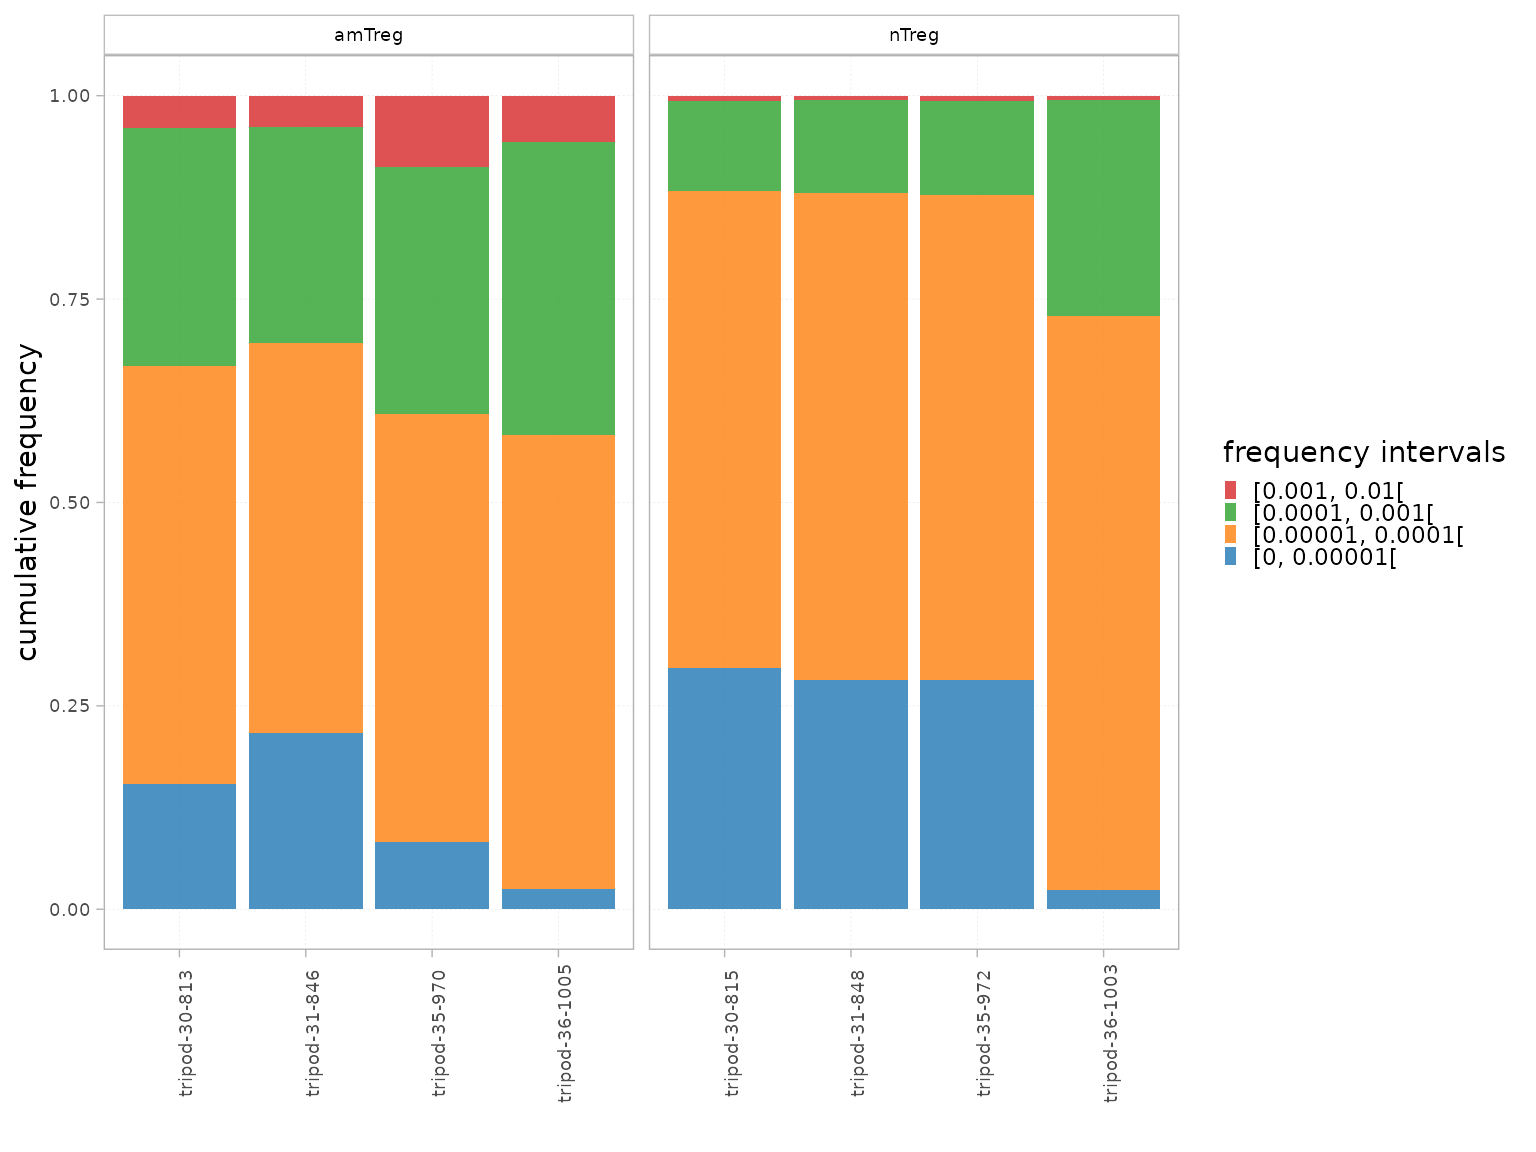 amTreg
nTreg
cumulative frequency
1.00
0.75
0.50
0.25
0.00
tripod-30-813
tripod-31-846
tripod-35-970
tripod-36-1005
tripod-30-815
tripod-31-848
tripod-35-972
tripod-36-1003
frequency intervals
[0.001, 0.01[
[0.0001, 0.001[
[0.00001, 0.0001[
[0, 0.00001[